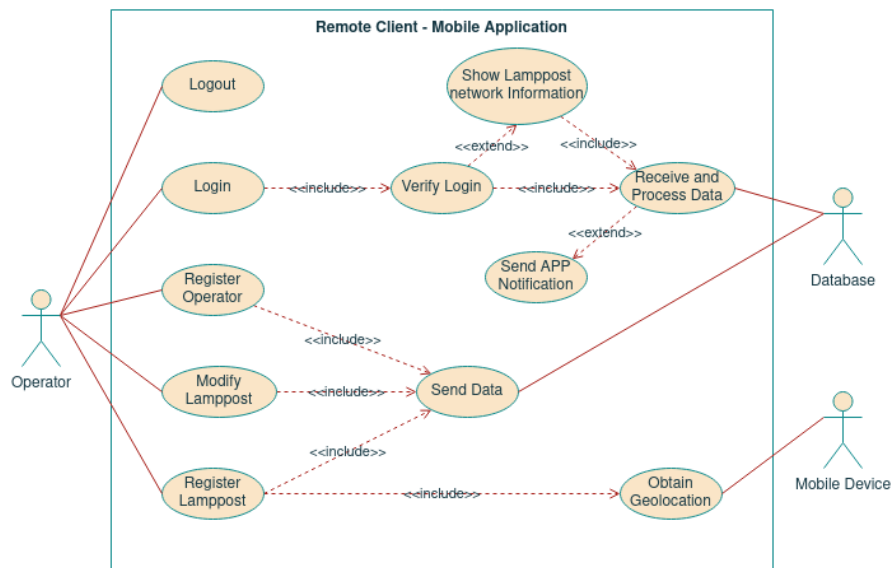 Remote Client - Mobile Application
Logout
Show Lamppost
network Information
<<extend>>
<<include>>
Login
<<include>>
Verify Login
<<include>>
Receive and
Process Data
<<extend>>
Send APP
Notification
Database
Register
Operator
<<include>>
Operator
Modify
Lamppost
<<include>>
Send Data
<<include>>
Register
Lamppost
<<include>>
Obtain
Geolocation
Mobile Device